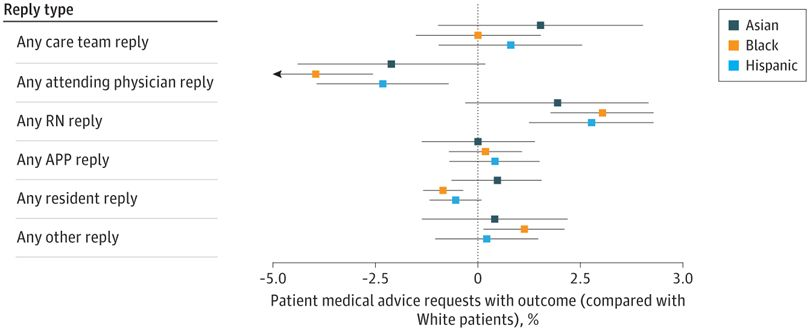 Reply type
Any care team reply
Any attending physician reply
Any RN reply
Any APP reply
Any resident reply
Any other reply
Asian
Black
Hispanic
-5.0 -2.5 0 2.5 3.0
Patient medical advice requests with outcome (compared with
White patients), %